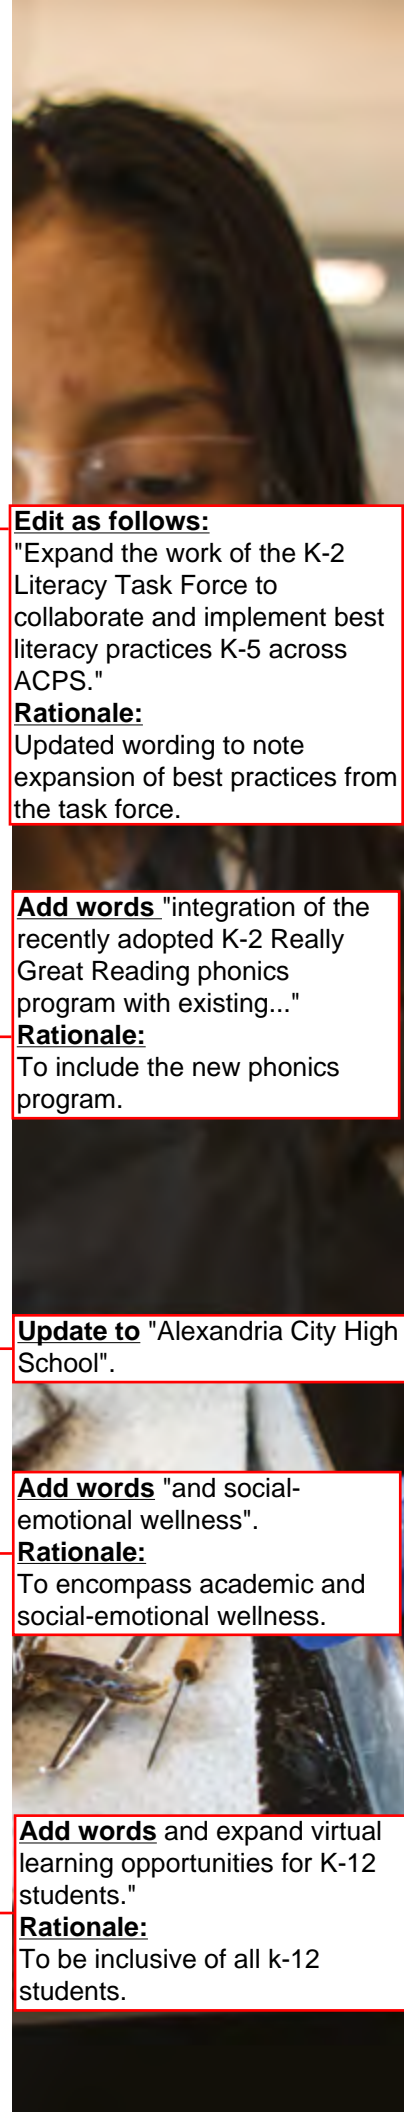 Edit as follows:
"Expand the work of the K-2
Literacy Task Force to
collaborate and implement best
literacy practices K-5 across
ACPS."
Rationale:
Updated wording to note
expansion of best practices from
the task force.
Add words "integration of the
recently adopted K-2 Really
Great Reading phonics
program with existing..."
Rationale:
To include the new phonics
program.
Update to "Alexandria City High
School".
Add words "and social-
emotional wellness".
Rationale:
To encompass academic and
social-emotional wellness.
Add words and expand virtual
learning opportunities for K-12
students."
Rationale:
To be inclusive of all k-12
students.